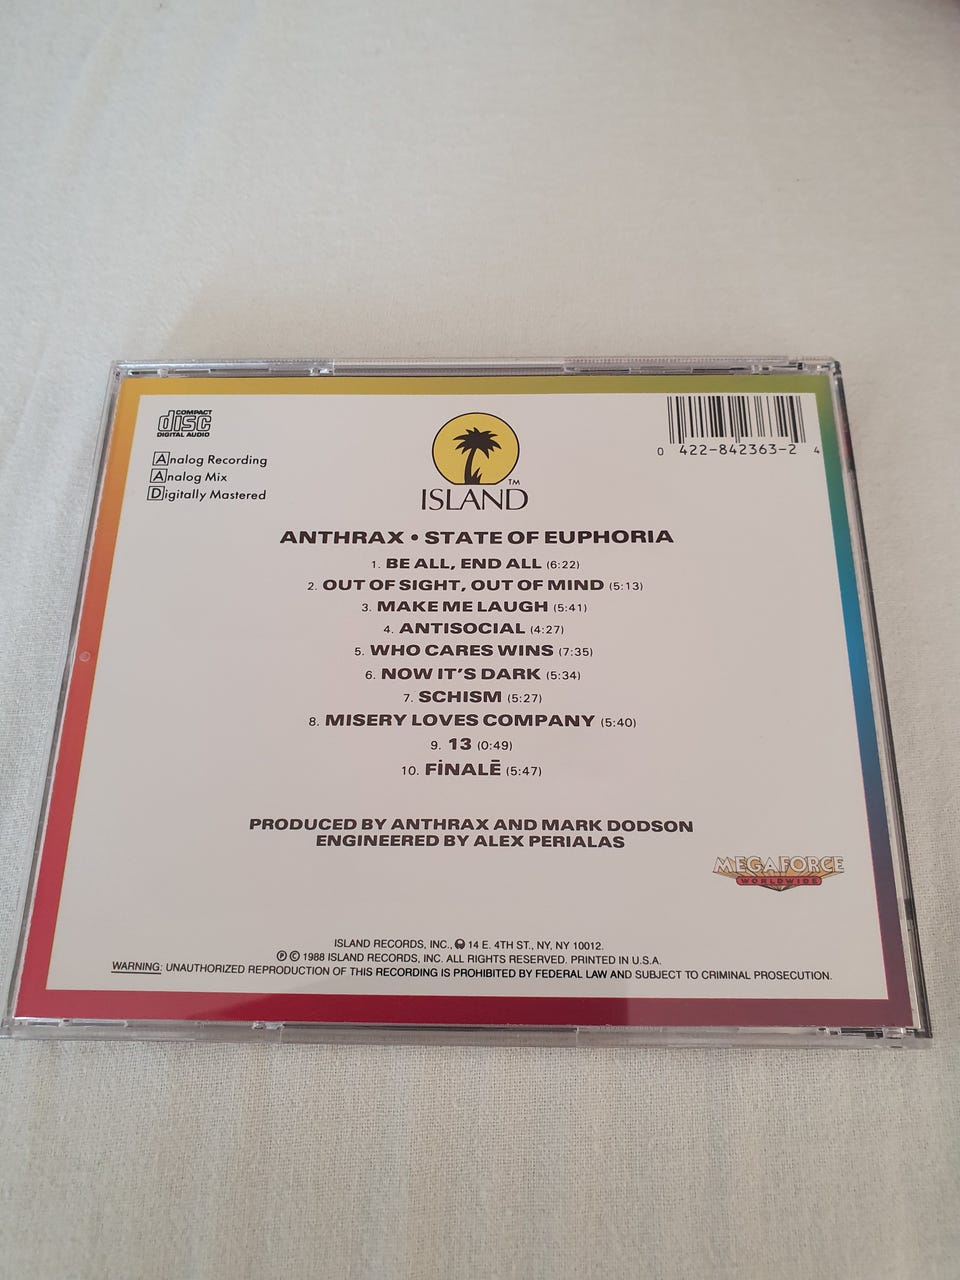 COMPACT
disc
DIGITAL AUDIO
Analog Recording
Analog Mix
Digitally Mastered
ISLAND™
0 422-842363-2 4
ANTHRAX • STATE OF EUPHORIA
1. BE ALL, END ALL (6:22)
2. OUT OF SIGHT, OUT OF MIND (5:13)
3. MAKE ME LAUGH (5:41)
4. ANTISOCIAL (4:27)
5. WHO CARES WINS (7:35)
6. NOW IT'S DARK (5:34)
7. SCHISM (5:27)
8. MISERY LOVES COMPANY (5:40)
9. 13 (0:49)
10. FİNALĒ (5:47)
PRODUCED BY ANTHRAX AND MARK DODSON
ENGINEERED BY ALEX PERIALAS
MEGAFORCE
WORLDWIDE
ISLAND RECORDS, INC., 14 E. 4TH ST., NY, NY 10012.
℗ © 1988 ISLAND RECORDS, INC. ALL RIGHTS RESERVED. PRINTED IN U.S.A.
WARNING: UNAUTHORIZED REPRODUCTION OF THIS RECORDING IS PROHIBITED BY FEDERAL LAW AND SUBJECT TO CRIMINAL PROSECUTION.